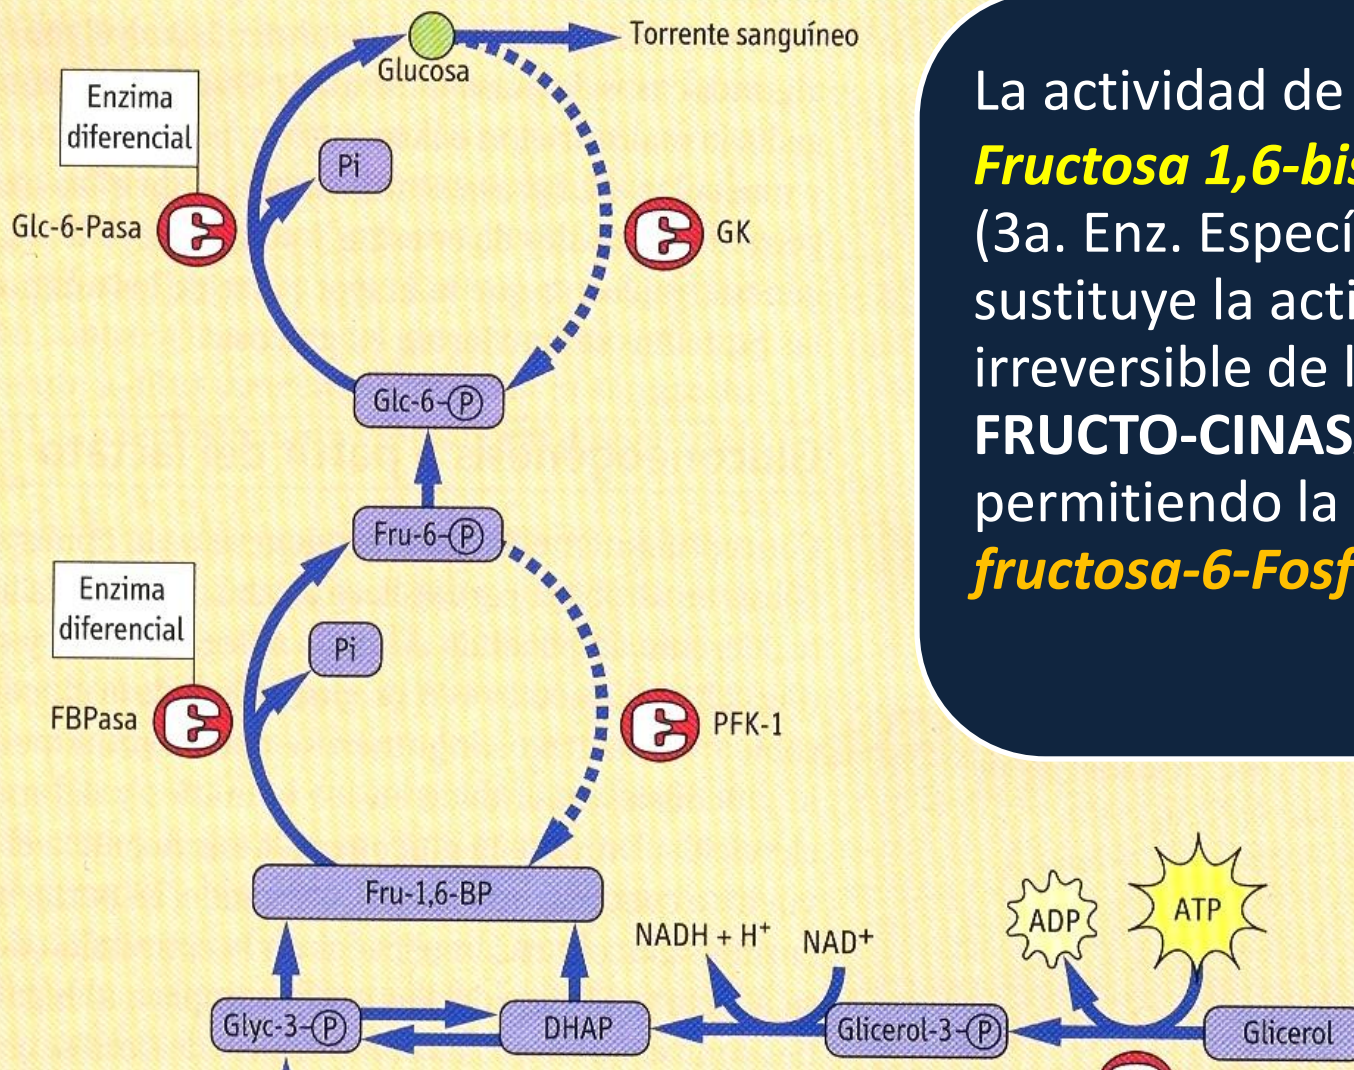 Torrente sanguíneo
Glucosa
Enzima
diferencial
Pi
Glc-6-Pasa
GK
Glc-6-P
Fru-6-P
Enzima
diferencial
Pi
FBPasa
PFK-1
Fru-1,6-BP
NADH + H⁺
NAD⁺
ADP
ATP
Glyc-3-P
DHAP
Glicerol-3-P
Glicerol
La actividad de
Fructosa 1,6-bis
(3a. Enz. Específ
sustituye la acti
irreversible de l
FRUCTO-CINAS
permitiendo la
fructosa-6-Fosf